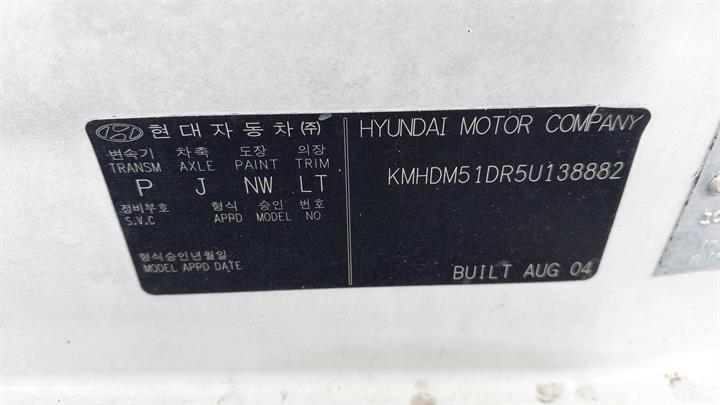 현대자동차㈜
HYUNDAI MOTOR COMPANY
변속기 차축 도장 의장
TRANSM AXLE PAINT TRIM
P J NW LT
정비부호 형식 승인 번호
S.V.C APPD MODEL NO
형식승인년월일
MODEL APPD DATE
KMHDM51DR5U138882
BUILT AUG 04